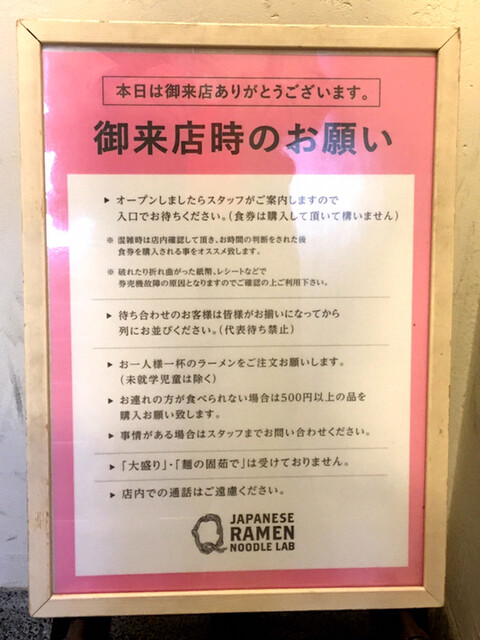 本日は御来店ありがとうございます。
御来店時のお願い
▶ オープンしましたらスタッフがご案内しますので
入口でお待ちください。(食券は購入して頂いて構いません)
※ 混雑時は店内確認して頂き、お時間の判断をされた後
食券を購入される事をオススメ致します。
※ 破れたり折れ曲がった紙幣、レシートなどで
券売機故障の原因となりますのでご確認の上ご利用下さい。
▶ 待ち合わせのお客様は皆様がお揃いになってから
列にお並びください。(代表待ち禁止)
▶ お一人様一杯のラーメンをご注文お願いします。
(未就学児童は除く)
▶ お連れの方が食べられない場合は500円以上の品を
購入お願い致します。
▶ 事情がある場合はスタッフまでお問い合わせください。
▶ 「大盛り」・「麺の固茹で」は受けておりません。
▶ 店内での通話はご遠慮ください。
Q JAPANESE
RAMEN
NOODLE LAB